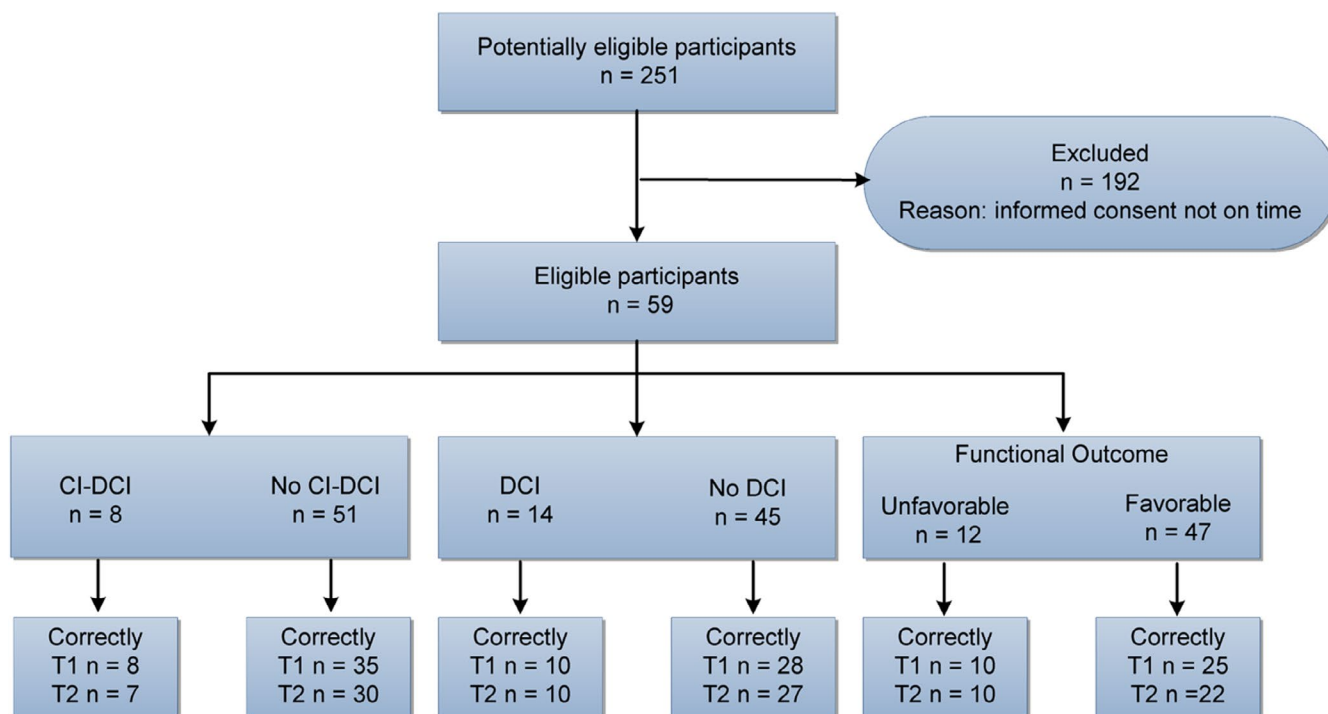 Potentially eligible participants
n = 251
Excluded
n = 192
Reason: informed consent not on time
Eligible participants
n = 59
CI-DCI
n = 8
No CI-DCI
n = 51
DCI
n = 14
No DCI
n = 45
Functional Outcome
Unfavorable
n = 12
Favorable
n = 47
Correctly
T1 n = 8
T2 n = 7
Correctly
T1 n = 35
T2 n = 30
Correctly
T1 n = 10
T2 n = 10
Correctly
T1 n = 28
T2 n = 27
Correctly
T1 n = 10
T2 n = 10
Correctly
T1 n = 25
T2 n =22